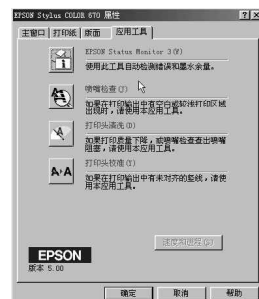 EPSON Stylus COLOR 670 属性
主窗口 打印纸 版面 应用工具
EPSON Status Monitor 3(Y)
使用此工具自动检测错误和墨水余量。
喷嘴检查(J)
如果在打印输出中有空白或较淡打印区域
出现时，请使用本应用工具。
打印头清洗(D)
如果打印质量下降，或喷嘴检查查出喷嘴
阻塞，请使用本应用工具。
打印头校准(Y)
如果在打印输出中有未对齐的竖线，请使
用本应用工具。
速度和进程(Q)
EPSON
版本 5.00
确定 取消 帮助